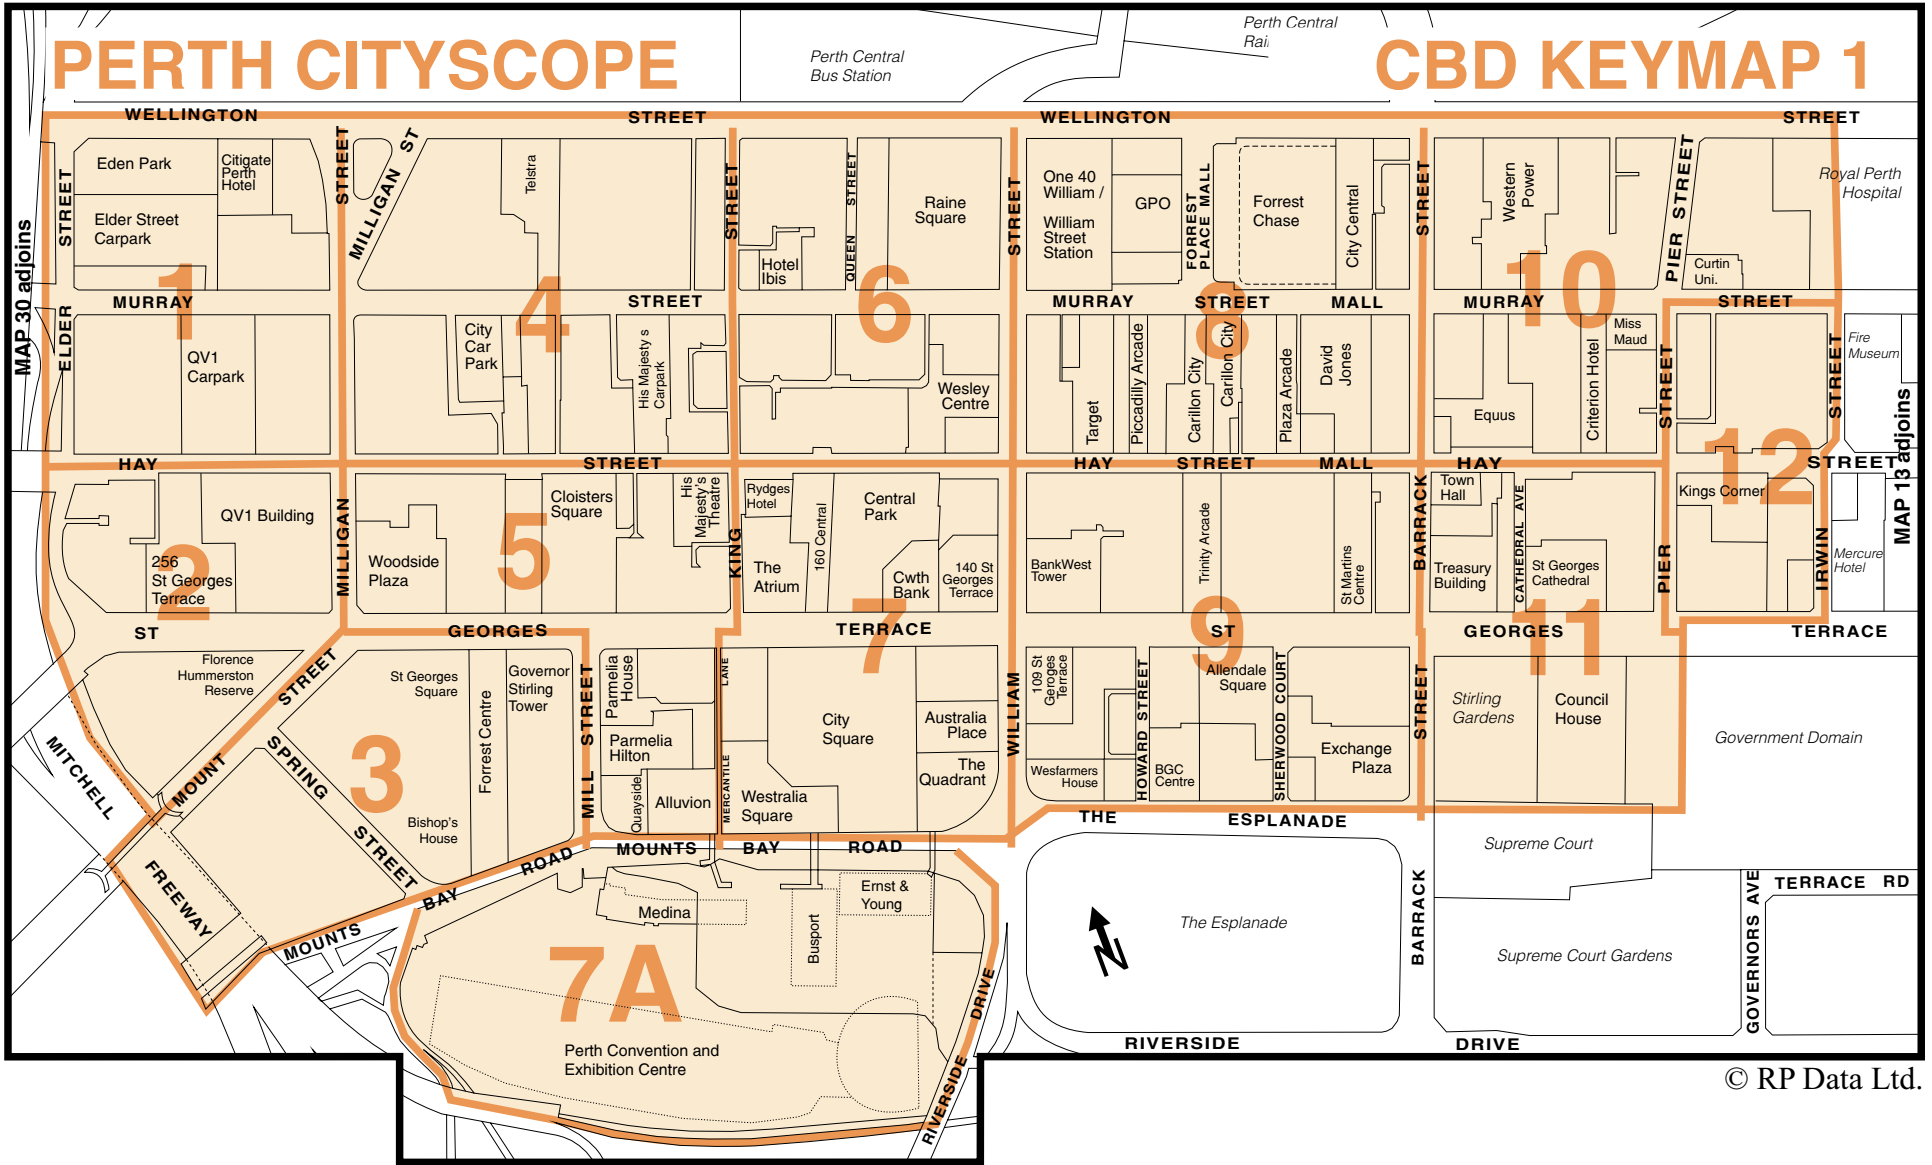 PERTH CITYSCOPE
CBD KEYMAP 1
Perth Central
Bus Station
Perth Central
Rail
WELLINGTON
STREET
WELLINGTON
STREET
MAP 30 adjoins
ELDER
STREET
Eden Park
Citigate
Perth
Hotel
Elder Street
Carpark
1
MILLIGAN
STREET
MILLIGAN ST
Telstra
4
KING
STREET
Hotel
Ibis
QUEEN STREET
Raine
Square
6
WILLIAM
STREET
One 40
William /
William
Street
Station
GPO
FORREST
PLACE MALL
Forrest
Chase
City Central
8
BARRACK
STREET
Western
Power
10
PIER STREET
Curtin
Uni.
Royal Perth
Hospital
MURRAY
STREET
MURRAY
STREET
MALL
MURRAY
STREET
QV1
Carpark
City
Car
Park
His Majesty s
Carpark
Wesley
Centre
Target
Piccadilly Arcade
Carillon City
Carillon City
Plaza Arcade
David
Jones
Equus
Criterion Hotel
Miss
Maud
PIER
STREET
12
IRWIN
STREET
Fire
Museum
MAP 13 adjoins
HAY
STREET
HAY
STREET
MALL
HAY
STREET
QV1 Building
256
St Georges
Terrace
2
Woodside
Plaza
5
Cloisters
Square
His
Majesty's
Theatre
Rydges
Hotel
The
Atrium
160 Central
Central
Park
Cwth
Bank
140 St
Georges
Terrace
7
BankWest
Tower
Trinity Arcade
St Martins
Centre
9
Town
Hall
Treasury
Building
CATHEDRAL AVE
St Georges
Cathedral
11
Kings Corner
Mercure
Hotel
ST
GEORGES
TERRACE
ST
GEORGES
TERRACE
Florence
Hummerston
Reserve
MOUNT
STREET
St Georges
Square
Forrest Centre
Governor
Stirling
Tower
3
Bishop's
House
SPRING
STREET
MILL
STREET
Parmelia
House
Parmelia
Hilton
Quayside
Alluvion
MERCANTILE
LANE
Westralia
Square
City
Square
Australia
Place
The
Quadrant
109 St
Geroges
Terrace
Wesfarmers
House
HOWARD STREET
BGC
Centre
Allendale
Square
SHERWOOD COURT
Exchange
Plaza
STREET
Stirling
Gardens
Council
House
Government Domain
THE
ESPLANADE
MITCHELL
FREEWAY
MOUNTS
BAY
ROAD
MOUNTS
BAY
ROAD
Medina
Busport
Ernst &
Young
7A
Perth Convention and
Exhibition Centre
RIVERSIDE
DRIVE
The Esplanade
N
BARRACK
Supreme Court
Supreme Court Gardens
GOVERNORS AVE
TERRACE RD
RIVERSIDE
DRIVE
© RP Data Ltd.